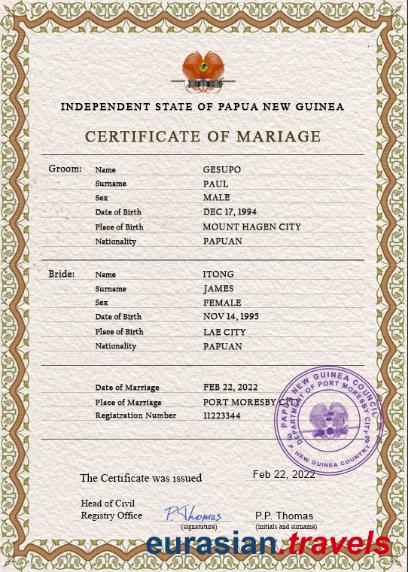 INDEPENDENT STATE OF PAPUA NEW GUINEA
CERTIFICATE OF MARIAGE
Groom: Name GESUPO
Surname PAUL
Sex MALE
Date of Birth DEC 17, 1994
Place of Birth MOUNT HAGEN CITY
Nationality PAPUAN
Bride: Name ITONG
Surname JAMES
Sex FEMALE
Date of Birth NOV 14, 1995
Place of Birth LAE CITY
Nationality PAPUAN
Date of Marriage FEB 22, 2022
Place of Marriage PORT MORESBY CITY
Registration Number 11223344
PAPUA NEW GUINEA COUNCIL
DEPARTMENT OF PORT MORESBY CITY
NEW GUINEA COUNTRY
The Certificate was issued Feb 22, 2022
Head of Civil
Registry Office P.Thomas P.P. Thomas
(signature) (initials and surname)
eurasian.travels